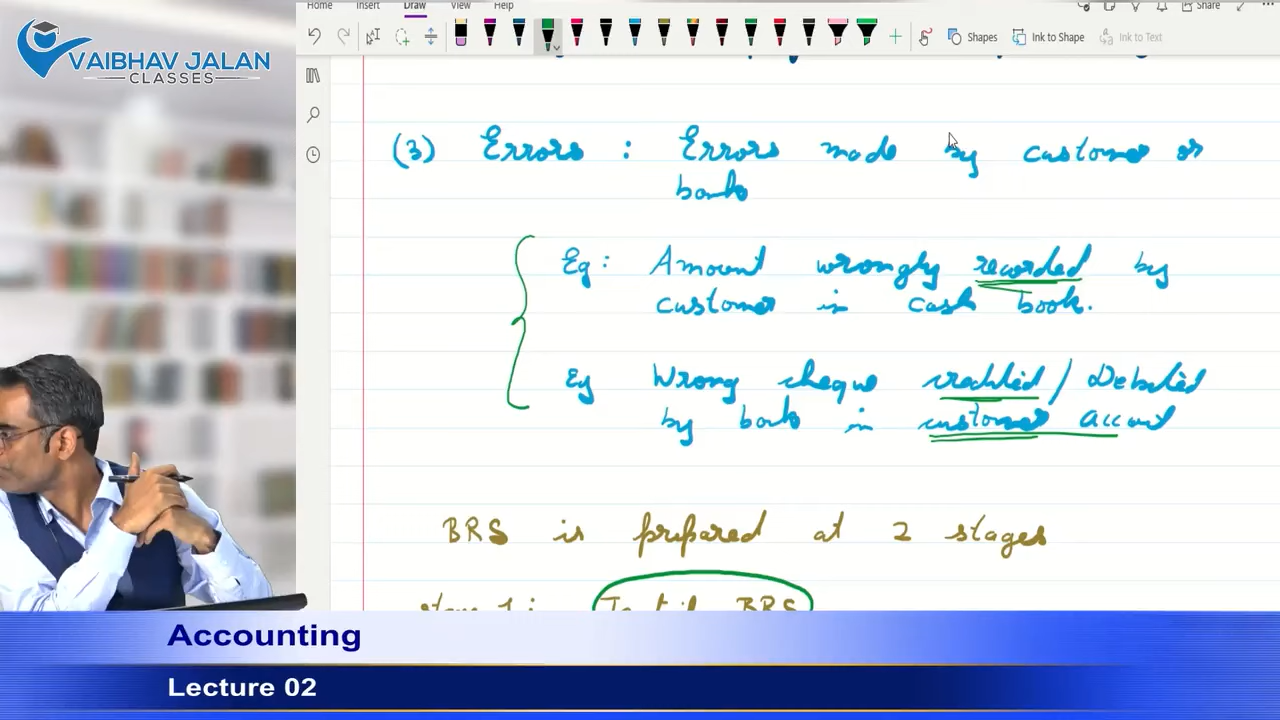 Home Insert Draw View Help Share
VAIBHAV JALAN
CLASSES
Shapes Ink to Shape Ink to Text
(3) Errors : Errors made by customer or
bank
Eg: Amount wrongly recorded by
customer in cash book.
Eg Wrong cheque credited / Debited
by bank in customer account
BRS is prepared at 2 stages
BRS
Accounting
Lecture 02